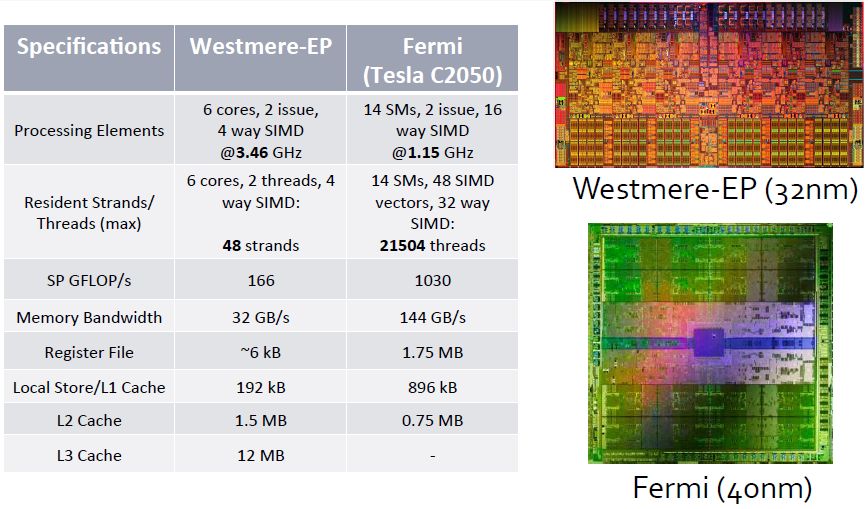 Specifications
Westmere-EP
Fermi
(Tesla C2050)
Processing Elements
6 cores, 2 issue,
4 way SIMD
@3.46 GHz
14 SMs, 2 issue, 16
way SIMD
@1.15 GHz
Resident Strands/
Threads (max)
6 cores, 2 threads, 4
way SIMD:
48 strands
14 SMs, 48 SIMD
vectors, 32 way
SIMD:
21504 threads
SP GFLOP/s
166
1030
Memory Bandwidth
32 GB/s
144 GB/s
Register File
~6 kB
1.75 MB
Local Store/L1 Cache
192 kB
896 kB
L2 Cache
1.5 MB
0.75 MB
L3 Cache
12 MB
-
Westmere-EP (32nm)
Fermi (40nm)